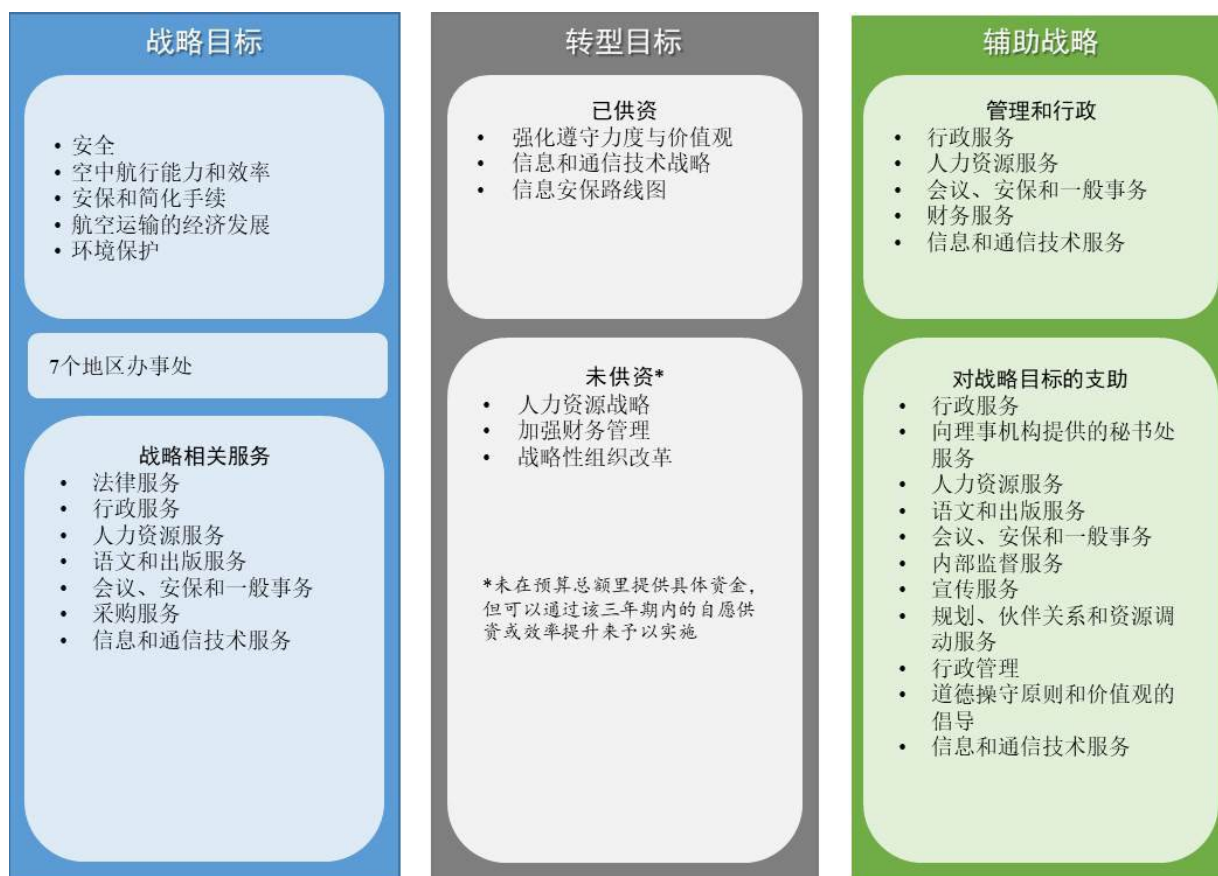 战略目标
• 安全
• 空中航行能力和效率
• 安保和简化手续
• 航空运输的经济发展
• 环境保护
7个地区办事处
战略相关服务
• 法律服务
• 行政服务
• 人力资源服务
• 语文和出版服务
• 会议、安保和一般事务
• 采购服务
• 信息和通信技术服务
转型目标
已供资
• 强化遵守力度与价值观
• 信息和通信技术战略
• 信息安保路线图
未供资*
• 人力资源战略
• 加强财务管理
• 战略性组织改革
*未在预算总额里提供具体资金，
但可以通过该三年期内的自愿供
资或效率提升来予以实施
辅助战略
管理和行政
• 行政服务
• 人力资源服务
• 会议、安保和一般事务
• 财务服务
• 信息和通信技术服务
对战略目标的支助
• 行政服务
• 向理事机构提供的秘书处
服务
• 人力资源服务
• 语文和出版服务
• 会议、安保和一般事务
• 内部监督服务
• 宣传服务
• 规划、伙伴关系和资源调
动服务
• 行政管理
• 道德操守原则和价值观的
倡导
• 信息和通信技术服务